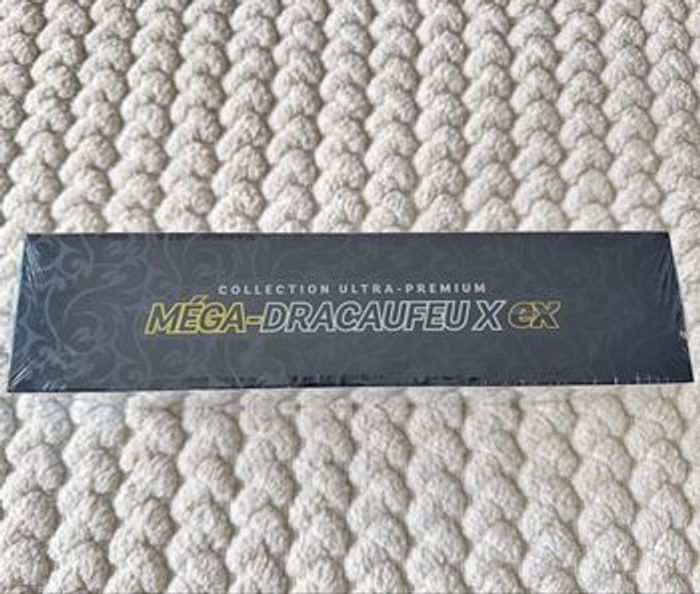 COLLECTION ULTRA-PREMIUM
MÉGA-DRACAUFEU X ex